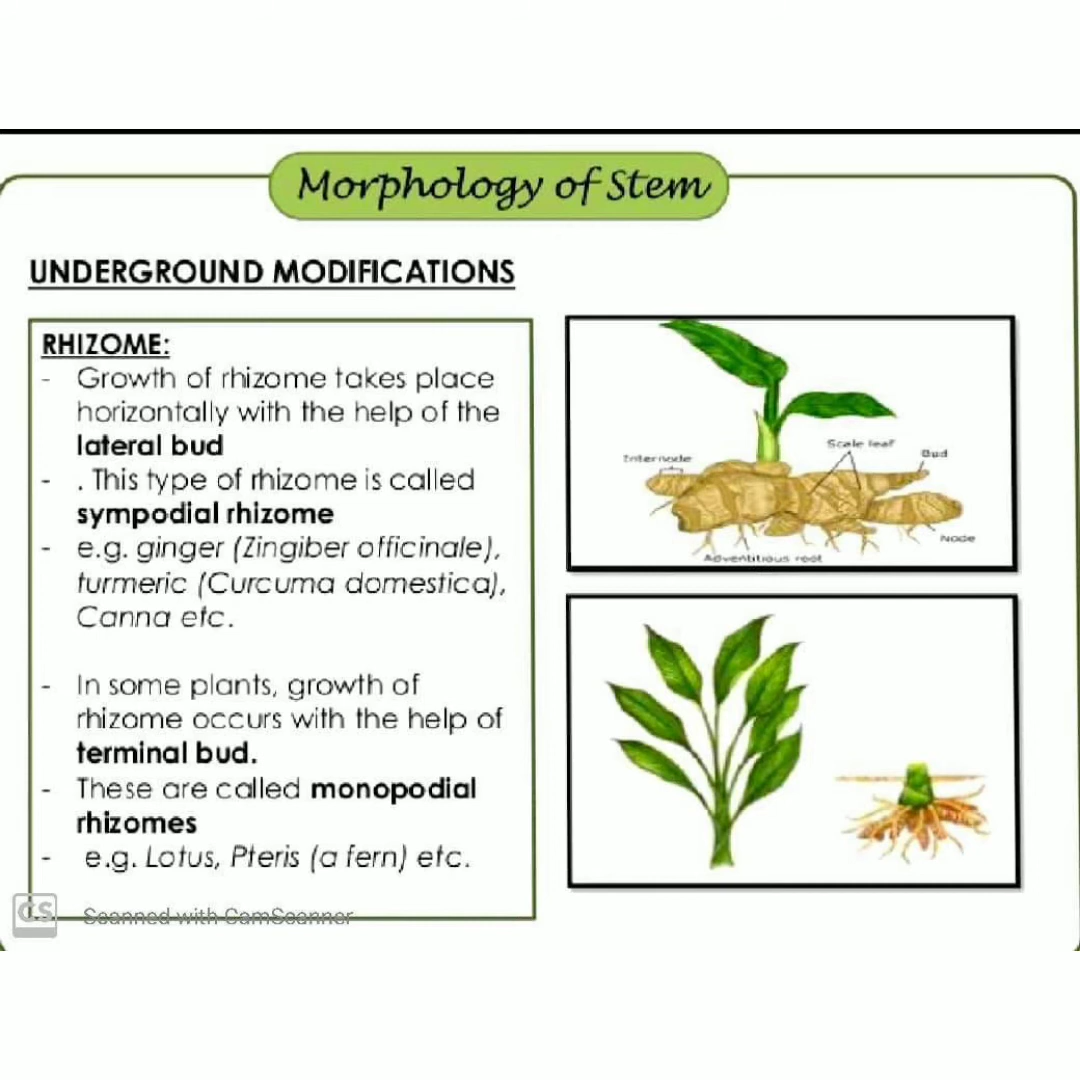 Morphology of Stem
UNDERGROUND MODIFICATIONS
RHIZOME:
- Growth of rhizome takes place
horizontally with the help of the
lateral bud
- . This type of rhizome is called
sympodial rhizome
- e.g. ginger (Zingiber officinale),
turmeric (Curcuma domestica),
Canna etc.
- In some plants, growth of
rhizome occurs with the help of
terminal bud.
- These are called monopodial
rhizomes
- e.g. Lotus, Pteris (a fern) etc.
Internode
Scale leaf
Bud
Node
Adventitious root
CS Scanned with CamScanner